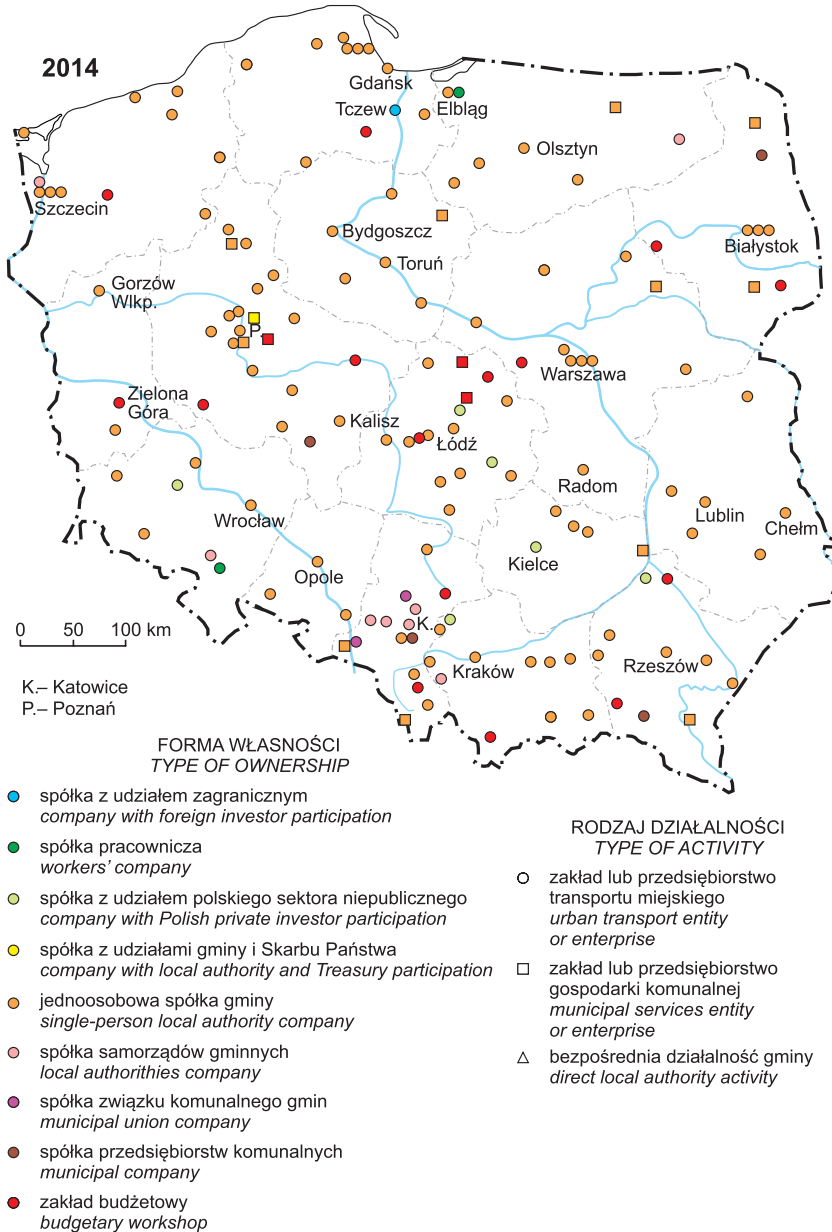 2014
Gdańsk
Tczew
Elbląg
Olsztyn
Szczecin
Bydgoszcz
Białystok
Toruń
Gorzów
Wlkp.
P.
Warszawa
Zielona
Góra
Kalisz
Łódź
Radom
Wrocław
Lublin
Chełm
Kielce
Opole
K.
Kraków
Rzeszów
0 50 100 km
K.– Katowice
P.– Poznań
FORMA WŁASNOŚCI
TYPE OF OWNERSHIP
spółka z udziałem zagranicznym
company with foreign investor participation
spółka pracownicza
workers’ company
spółka z udziałem polskiego sektora niepublicznego
company with Polish private investor participation
spółka z udziałami gminy i Skarbu Państwa
company with local authority and Treasury participation
jednoosobowa spółka gminy
single-person local authority company
spółka samorządów gminnych
local authorithies company
spółka związku komunalnego gmin
municipal union company
spółka przedsiębiorstw komunalnych
municipal company
zakład budżetowy
budgetary workshop
RODZAJ DZIAŁALNOŚCI
TYPE OF ACTIVITY
zakład lub przedsiębiorstwo
transportu miejskiego
urban transport entity
or enterprise
zakład lub przedsiębiorstwo
gospodarki komunalnej
municipal services entity
or enterprise
bezpośrednia działalność gminy
direct local authority activity